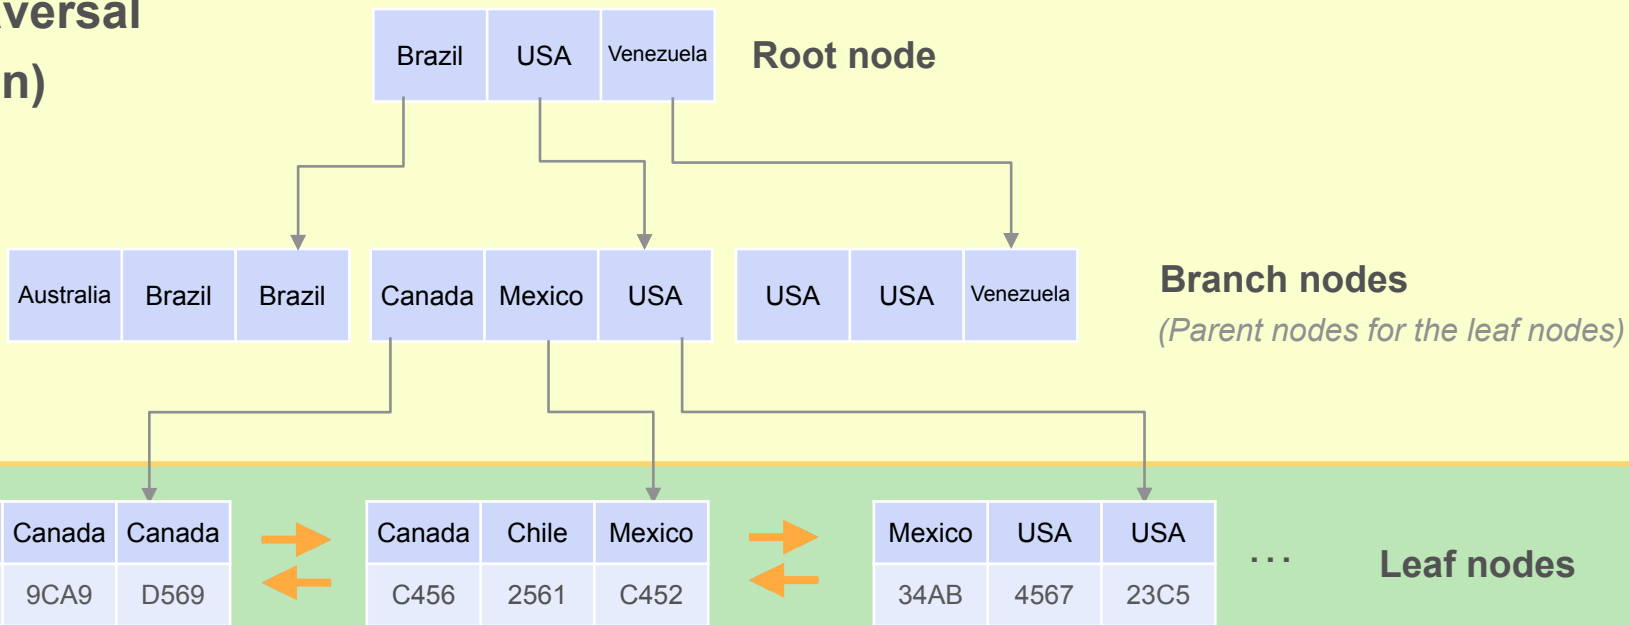 versal
n)
Brazil USA Venezuela
Root node
Australia Brazil Brazil
Canada Mexico USA
USA USA Venezuela
Branch nodes
(Parent nodes for the leaf nodes)
Canada Canada
9CA9 D569
Canada Chile Mexico
C456 2561 C452
Mexico USA USA
34AB 4567 23C5
...
Leaf nodes